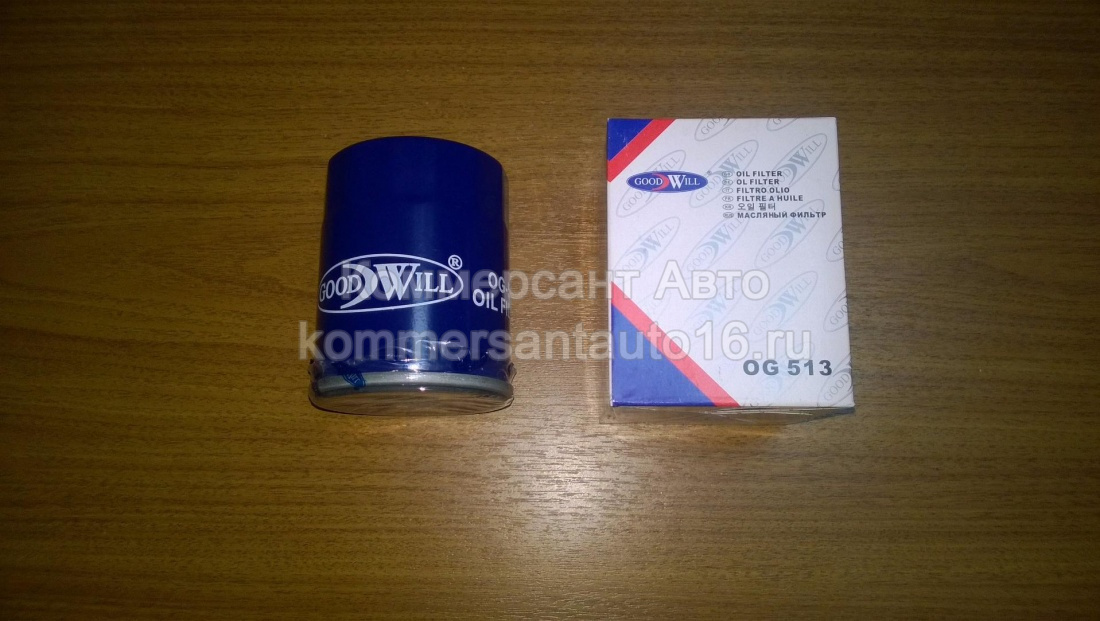 GOOD WILL ®
OG
OIL
GOOD WILL
OIL FILTER
OL FILTER
FILTRO.OLIO
FILTRE A HUILE
오일 필터
МАСЛЯНЫЙ ФИЛЬТР
OG 513
Коммерсант Авто
kommersantauto16.ru